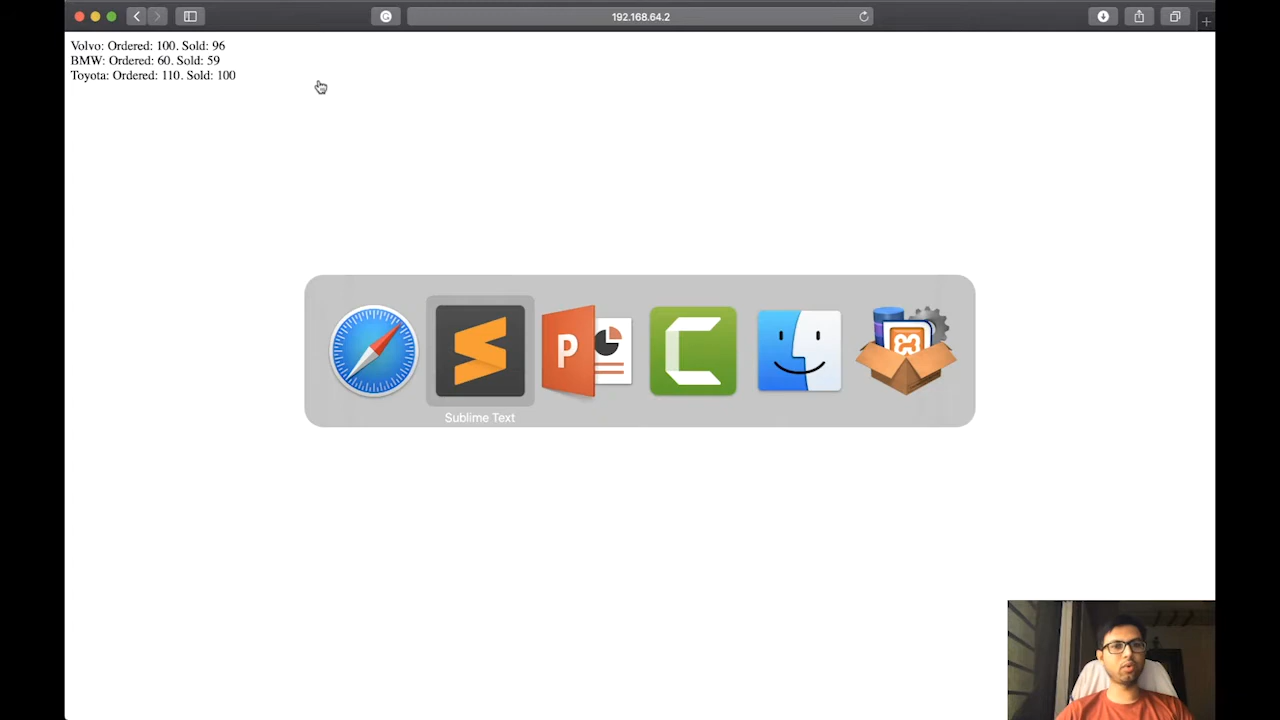 192.168.64.2
Volvo: Ordered: 100. Sold: 96
BMW: Ordered: 60. Sold: 59
Toyota: Ordered: 110. Sold: 100
Sublime Text